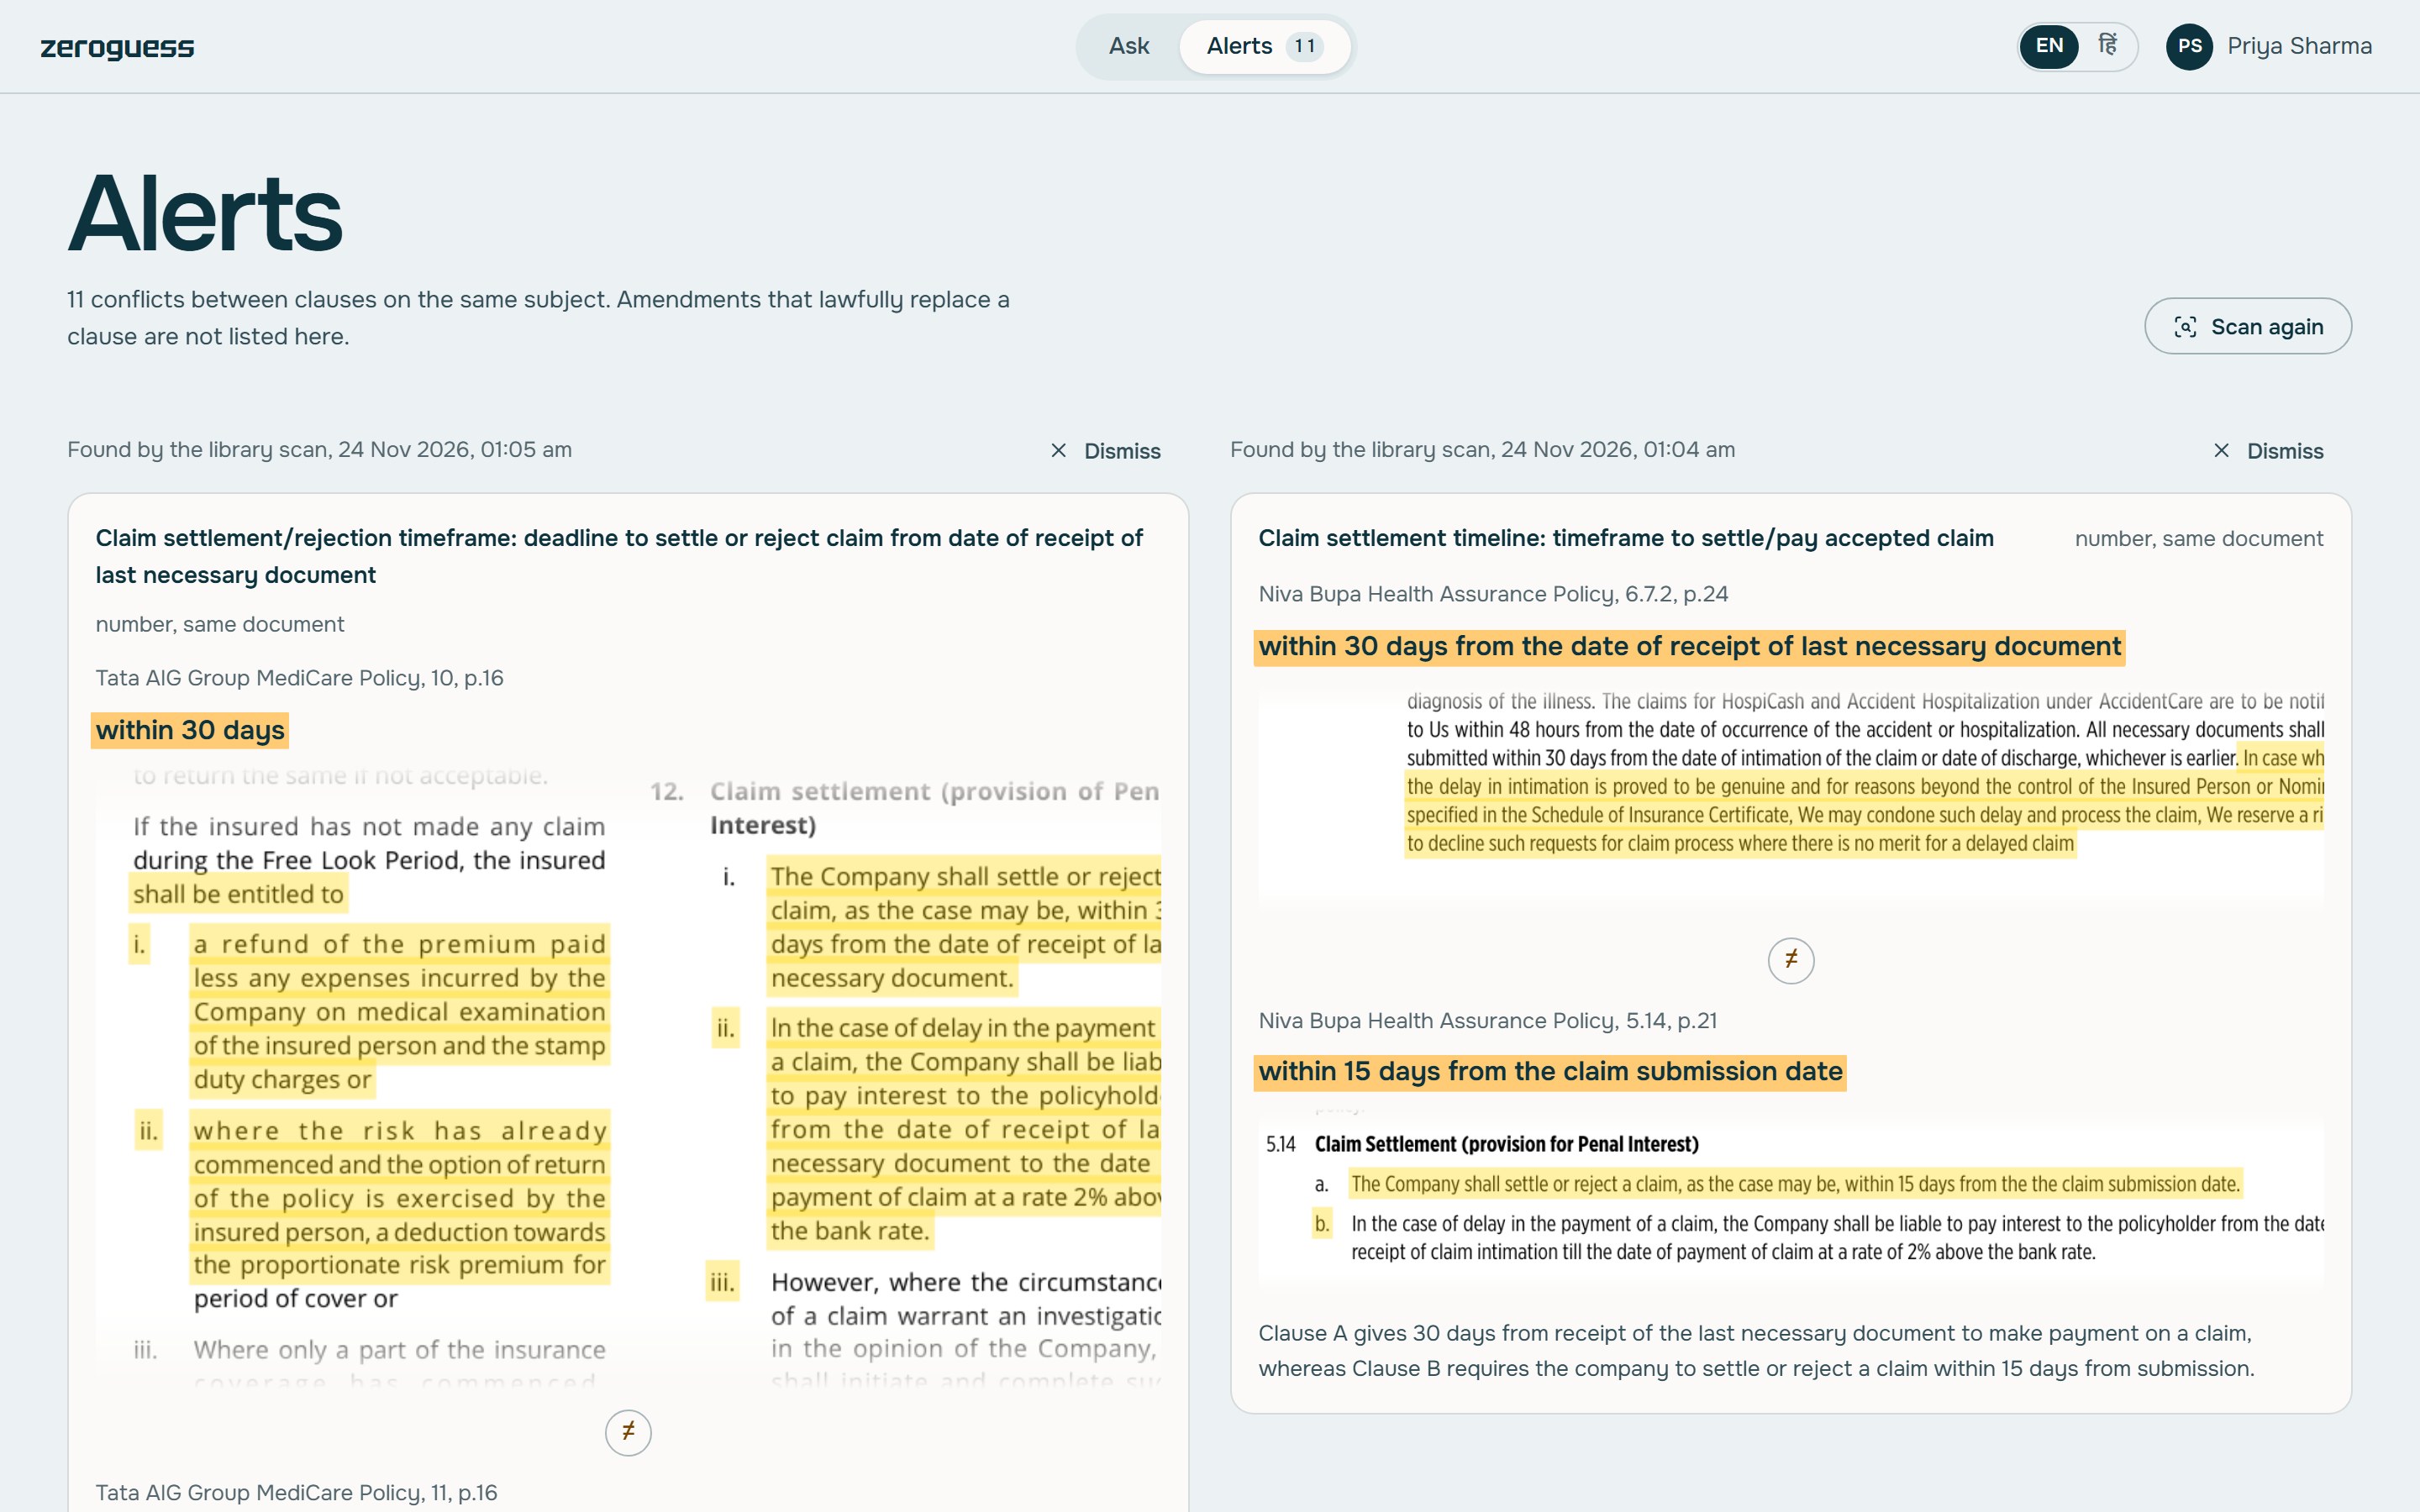 zeroguess
Ask
Alerts 11
EN हिं
PS Priya Sharma
Alerts
11 conflicts between clauses on the same subject. Amendments that lawfully replace a
clause are not listed here.
Scan again
Found by the library scan, 24 Nov 2026, 01:05 am
Dismiss
Claim settlement/rejection timeframe: deadline to settle or reject claim from date of receipt of
last necessary document
number, same document
Tata AIG Group MediCare Policy, 10, p.16
within 30 days
to return the same if not acceptable.
If the insured has not made any claim
during the Free Look Period, the insured
shall be entitled to
i. a refund of the premium paid
less any expenses incurred by the
Company on medical examination
of the insured person and the stamp
duty charges or
ii. where the risk has already
commenced and the option of return
of the policy is exercised by the
insured person, a deduction towards
the proportionate risk premium for
period of cover or
iii. Where only a part of the insurance
coverage has commenced,
12. Claim settlement (provision of
Interest)
i. The Company shall settle or reject
claim, as the case may be, within
days from the date of receipt of
necessary document.
ii. In the case of delay in the payment
a claim, the Company shall be
to pay interest to the
from the date of receipt of
necessary document to the date
payment of claim at a rate 2%
the bank rate.
iii. However, where the
of a claim warrant an
in the opinion of the Company,
shall initiate and complete
≠
Tata AIG Group MediCare Policy, 11, p.16
Found by the library scan, 24 Nov 2026, 01:04 am
Dismiss
Claim settlement timeline: timeframe to settle/pay accepted claim
number, same document
Niva Bupa Health Assurance Policy, 6.7.2, p.24
within 30 days from the date of receipt of last necessary document
diagnosis of the illness. The claims for HospiCash and Accident Hospitalization under AccidentCare are to be
to Us within 48 hours from the date of occurrence of the accident or hospitalization. All necessary documents shall
submitted within 30 days from the date of intimation of the claim or date of discharge, whichever is earlier. In case
the delay in intimation is proved to be genuine and for reasons beyond the control of the Insured Person or
specified in the Schedule of Insurance Certificate, We may condone such delay and process the claim, We reserve a
to decline such requests for claim process where there is no merit for a delayed claim
≠
Niva Bupa Health Assurance Policy, 5.14, p.21
within 15 days from the claim submission date
policy.
5.14 Claim Settlement (provision for Penal Interest)
a. The Company shall settle or reject a claim, as the case may be, within 15 days from the the claim submission date.
b. In the case of delay in the payment of a claim, the Company shall be liable to pay interest to the policyholder from the date
receipt of claim intimation till the date of payment of claim at a rate of 2% above the bank rate.
Clause A gives 30 days from receipt of the last necessary document to make payment on a claim,
whereas Clause B requires the company to settle or reject a claim within 15 days from submission.